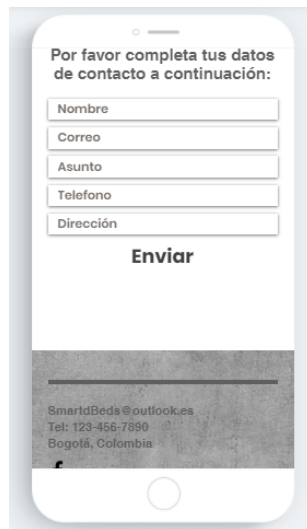 Por favor completa tus datos
de contacto a continuación:
Nombre
Correo
Asunto
Telefono
Dirección
Enviar
SmartdBeds@outlook.es
Tel: 123-456-7890
Bogotá, Colombia